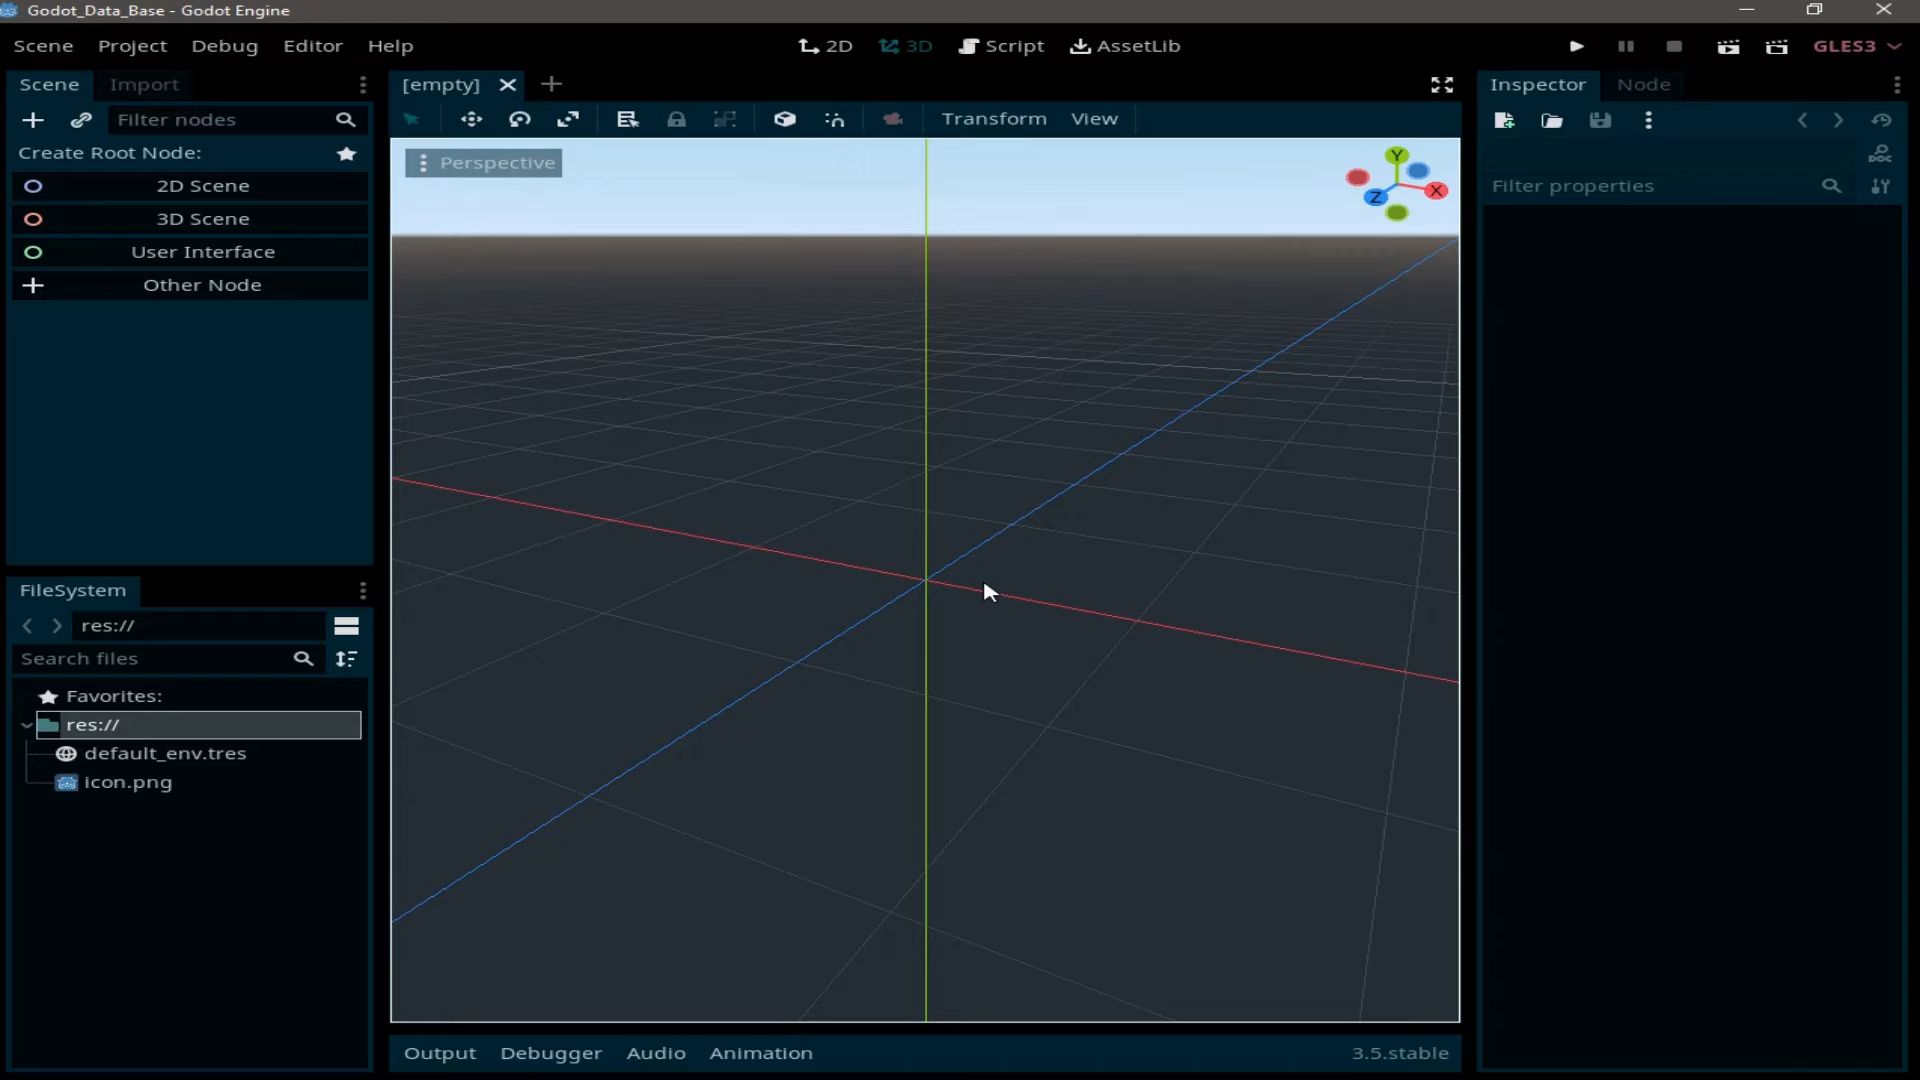 Godot_Data_Base - Godot Engine
Scene Project Debug Editor Help
2D 3D Script AssetLib
GLES3
Scene Import
Filter nodes
Create Root Node:
2D Scene
3D Scene
User Interface
Other Node
FileSystem
res://
Search files
Favorites:
res://
default_env.tres
icon.png
[empty]
Transform View
Perspective
Y
X
Z
Output Debugger Audio Animation
3.5.stable
Inspector Node
DOC
Filter properties